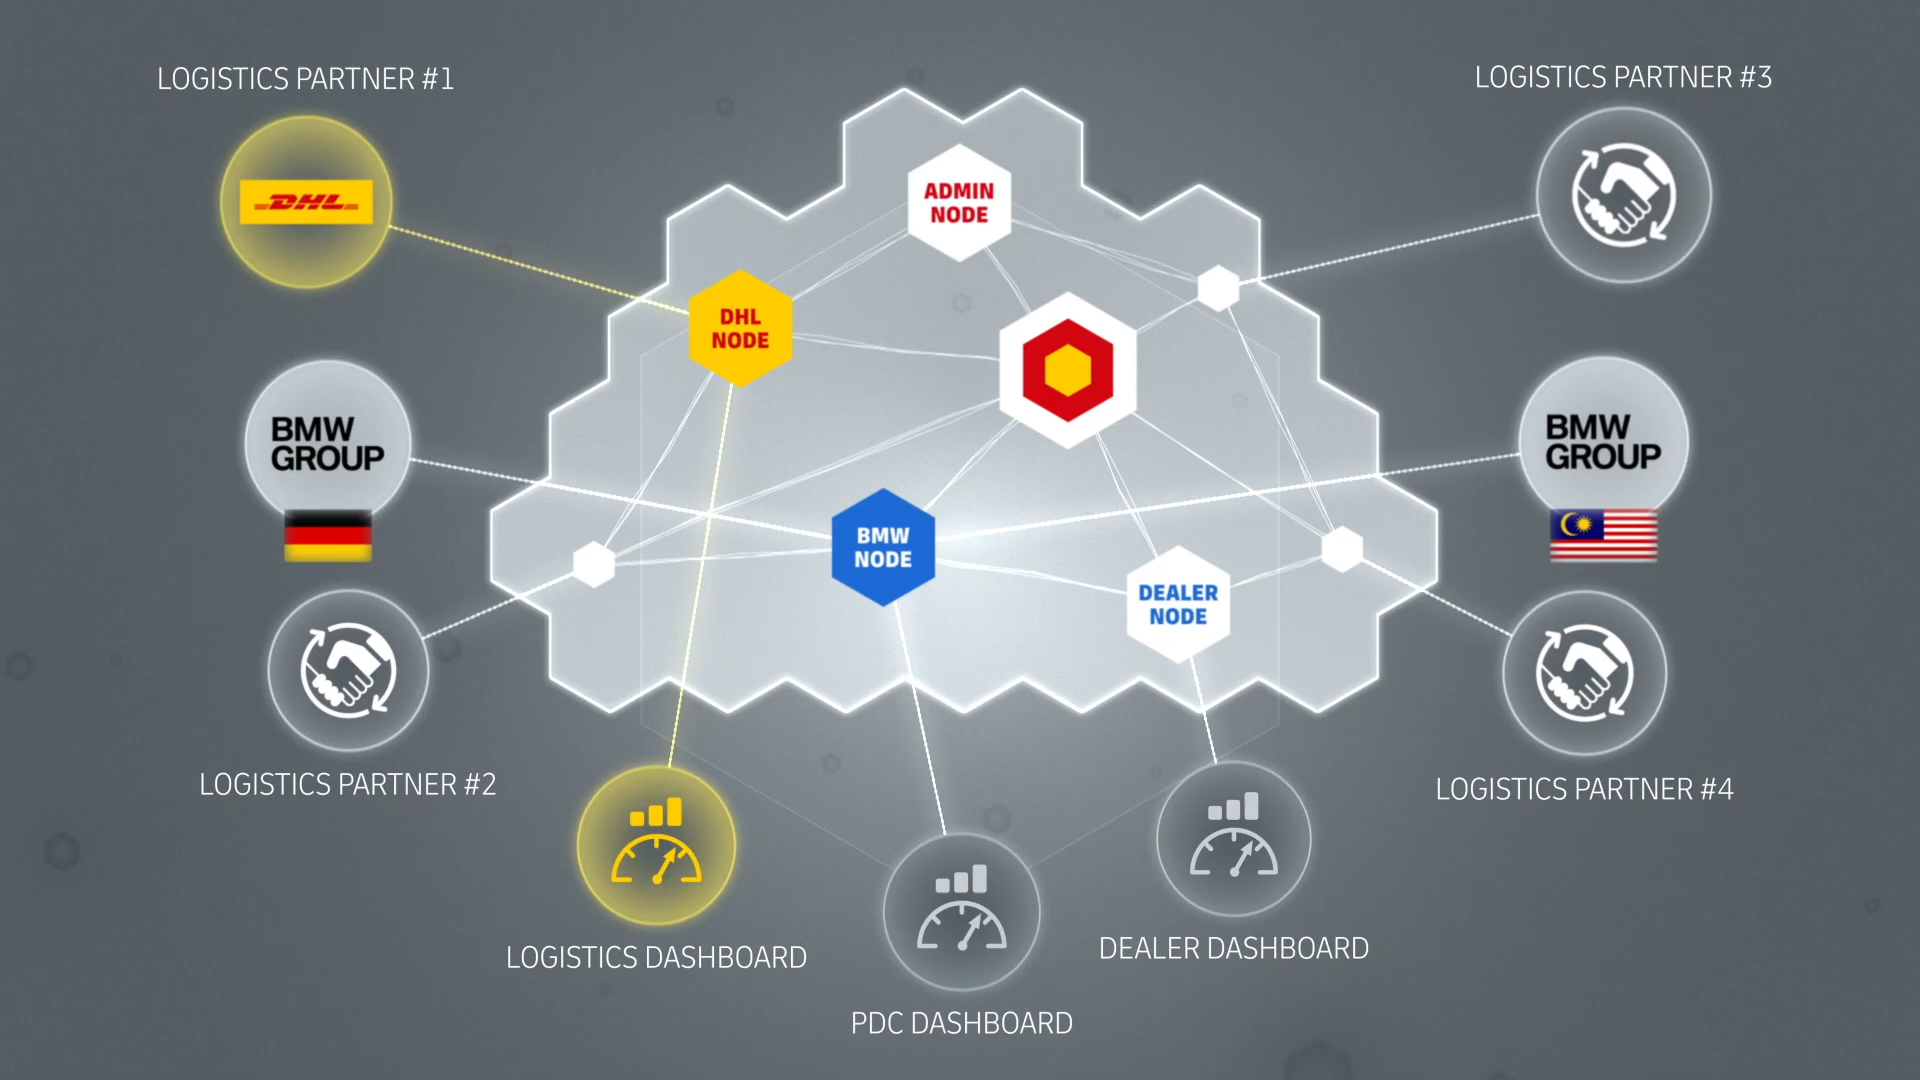 LOGISTICS PARTNER #1
LOGISTICS PARTNER #3
DHL
ADMIN
NODE
DHL
NODE
BMW
GROUP
BMW
GROUP
BMW
NODE
DEALER
NODE
LOGISTICS PARTNER #2
LOGISTICS PARTNER #4
LOGISTICS DASHBOARD
DEALER DASHBOARD
PDC DASHBOARD